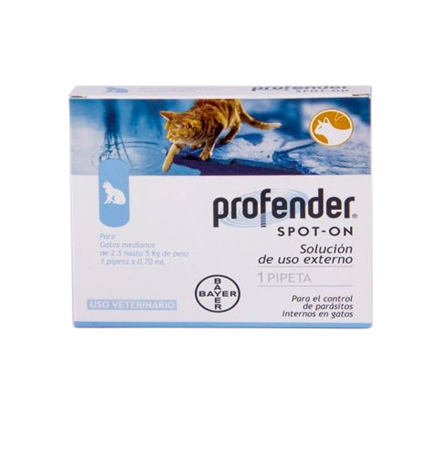 profender®
SPOT-ON
Solución
de uso externo
1 PIPETA
Para el control
de parásitos
internos en gatos
Para
Gatos medianos
de 2.5 hasta 5 Kg de peso
1 pipeta x 0.70 mL
USO VETERINARIO
BAYER
BAYER